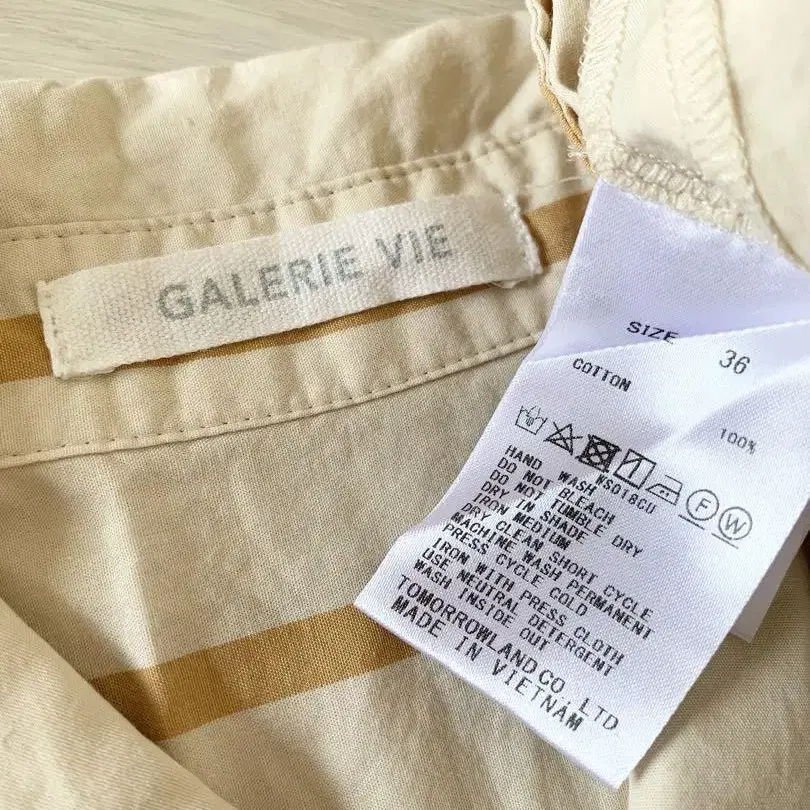 GALERIE VIE
SIZE 36
COTTON 100%
F W
NS018CU
HAND WASH
DO NOT BLEACH
DO NOT TUMBLE DRY
DRY IN SHADE
IRON MEDIUM
DRY CLEAN SHORT CYCLE
MACHINE WASH PERMANENT
PRESS CYCLE COLD
IRON WITH PRESS CLOTH
USE NEUTRAL DETERGENT
WASH INSIDE OUT
TOMORROWLAND CO., LTD
MADE IN VIETNAM